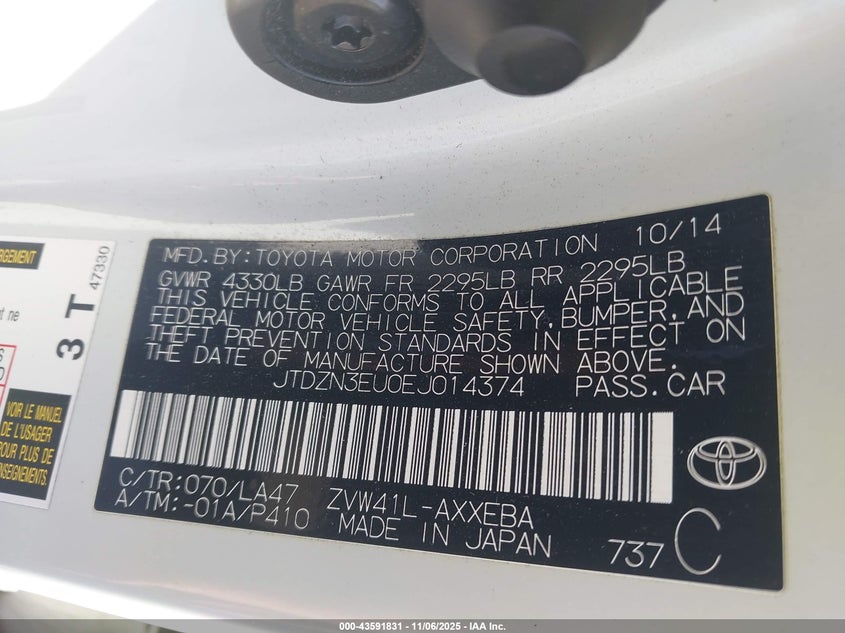 MFD. BY: TOYOTA MOTOR CORPORATION 10/14
GVWR 4330LB GAWR FR 2295LB RR 2295LB
THIS VEHICLE CONFORMS TO ALL APPLICABLE
FEDERAL MOTOR VEHICLE SAFETY, BUMPER, AND
THEFT PREVENTION STANDARDS IN EFFECT ON
THE DATE OF MANUFACTURE SHOWN ABOVE.
JTDZN3EU0EJ014374 PASS. CAR
C/TR: 070/LA47 ZVW41L-AXXEBA
A/TM: -01A/P410 MADE IN JAPAN
737 C
3 T 47330
VOIR LE MANUEL
DE L'USAGER
POUR PLUS DE
000-43591831 - 11/06/2025 - IAA Inc.